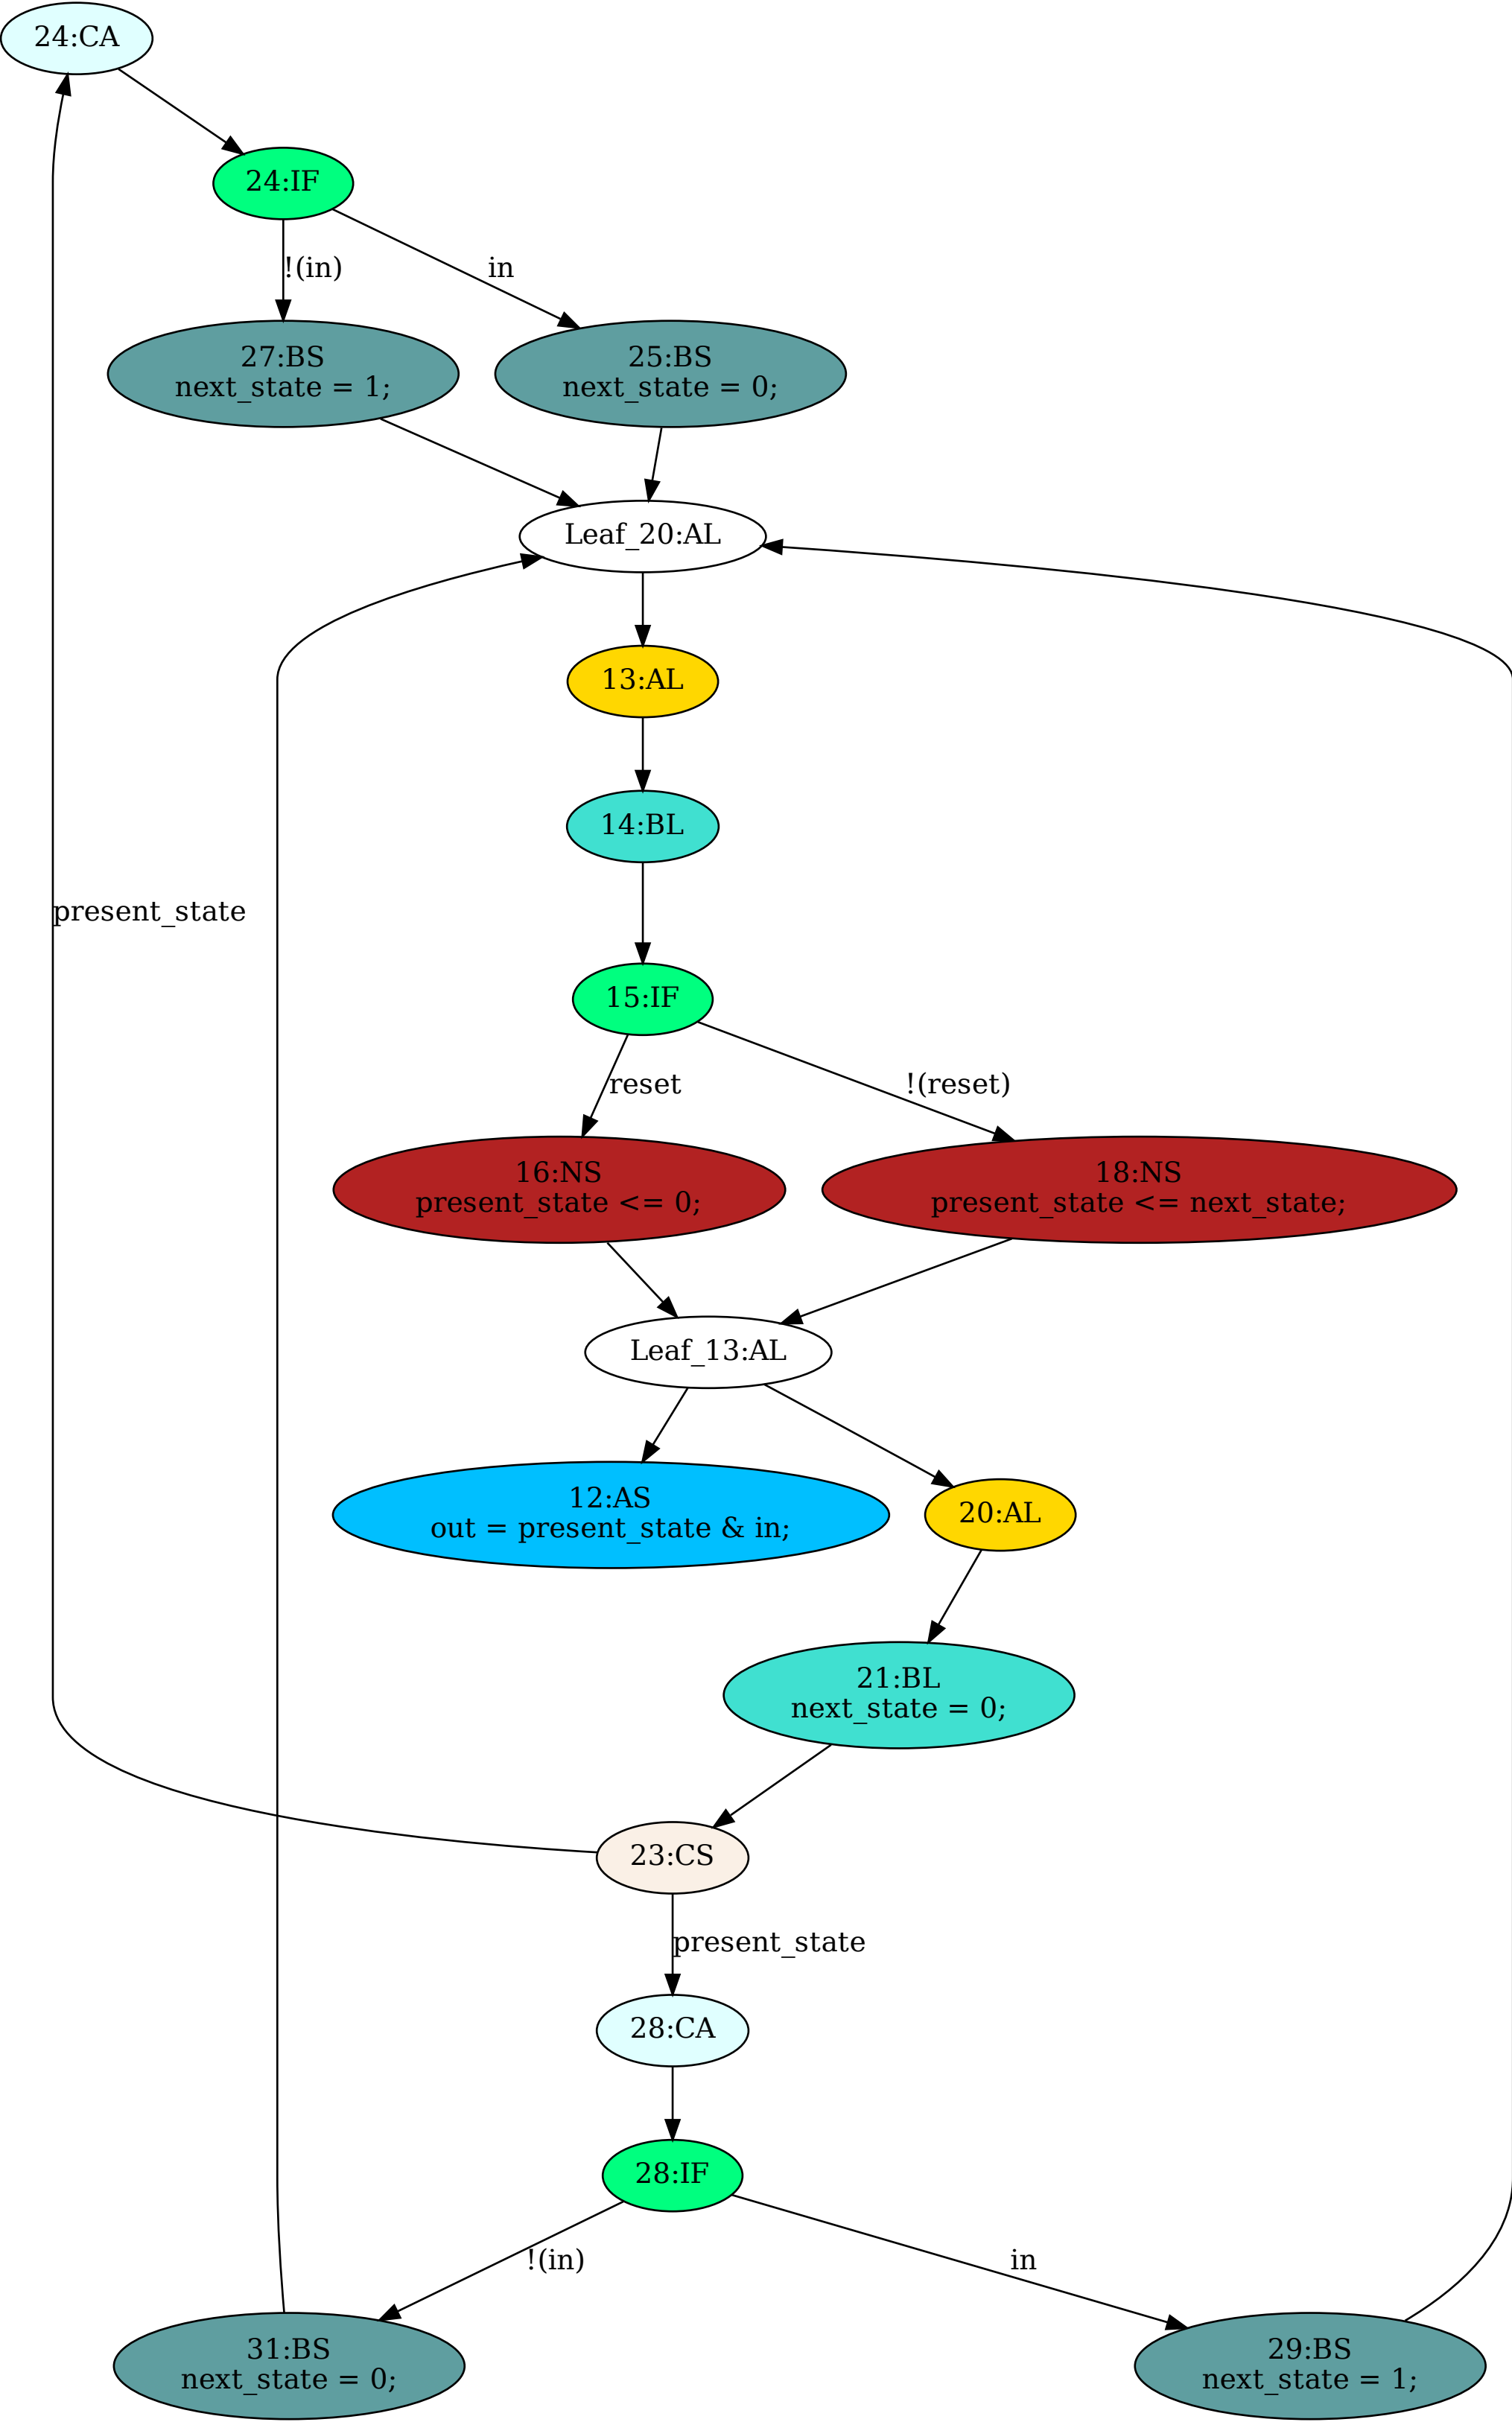 24:CA
24:IF
!(in)
in
27:BS
next_state = 1;
25:BS
next_state = 0;
Leaf_20:AL
13:AL
14:BL
present_state
15:IF
reset
!(reset)
16:NS
present_state <= 0;
18:NS
present_state <= next_state;
Leaf_13:AL
12:AS
out = present_state & in;
20:AL
21:BL
next_state = 0;
23:CS
present_state
28:CA
28:IF
!(in)
in
31:BS
next_state = 0;
29:BS
next_state = 1;